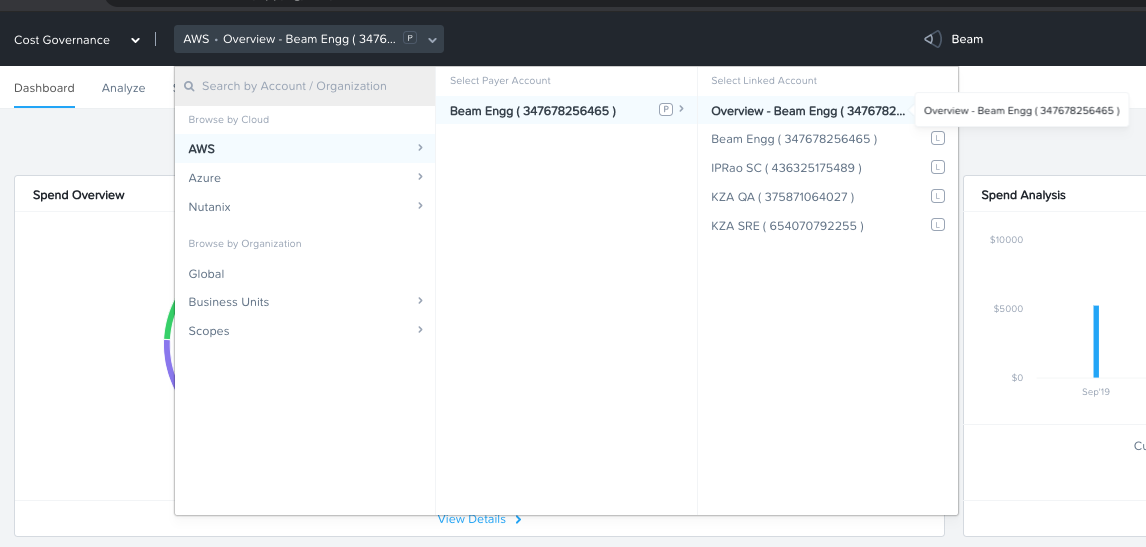 Cost Governance
AWS • Overview - Beam Engg ( 3476... P
Beam
Dashboard
Analyze
Search by Account / Organization
Browse by Cloud
AWS
Azure
Nutanix
Browse by Organization
Global
Business Units
Scopes
Select Payer Account
Beam Engg ( 347678256465 ) P
Select Linked Account
Overview - Beam Engg ( 3476782...
Overview - Beam Engg ( 347678256465 )
Beam Engg ( 347678256465 ) L
IPRao SC ( 436325175489 ) L
KZA QA ( 375871064027 ) L
KZA SRE ( 654070792255 ) L
Spend Overview
View Details
Spend Analysis
$10000
$5000
$0
Sep'19